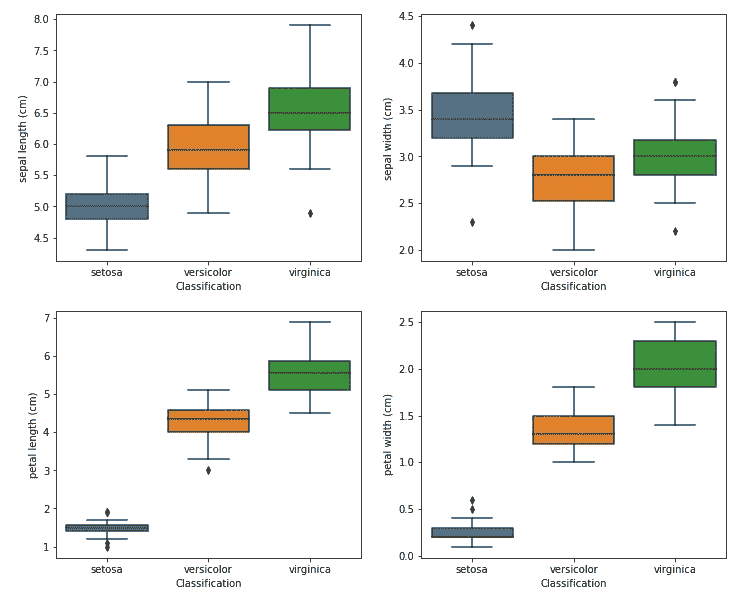 8.0
7.5
7.0
6.5
6.0
5.5
5.0
4.5
sepal length (cm)
setosa versicolor virginica
Classification
4.5
4.0
3.5
3.0
2.5
2.0
sepal width (cm)
setosa versicolor virginica
Classification
7
6
5
4
3
2
1
petal length (cm)
setosa versicolor virginica
Classification
2.5
2.0
1.5
1.0
0.5
0.0
petal width (cm)
setosa versicolor virginica
Classification